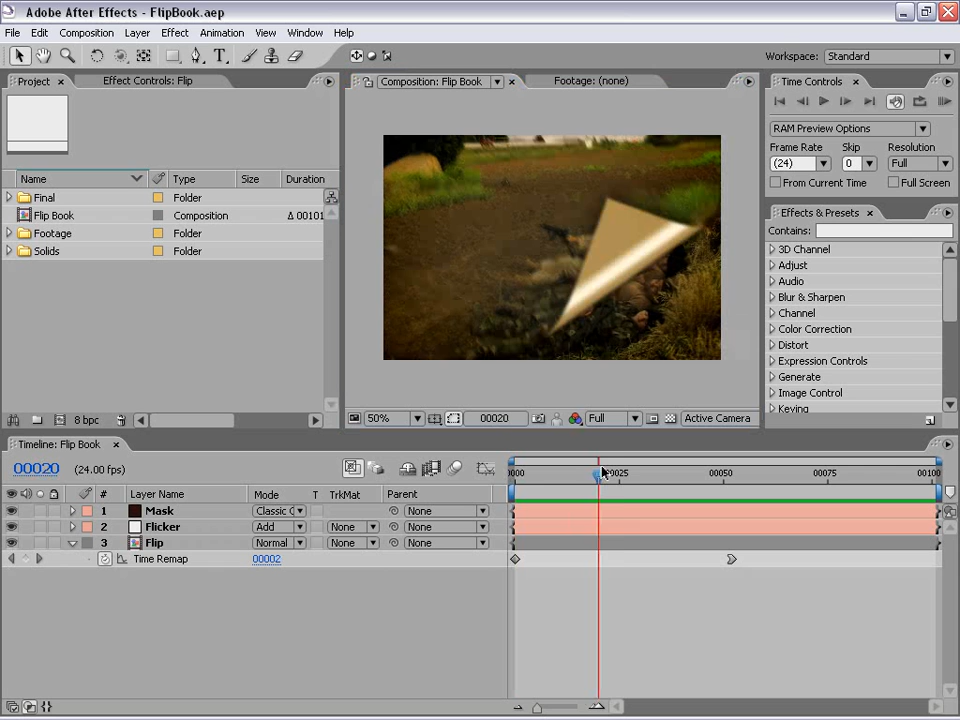 Adobe After Effects - FlipBook.aep
File Edit Composition Layer Effect Animation View Window Help
T Workspace: Standard
Project × Effect Controls: Flip Composition: Flip Book × Footage: (none) Time Controls ×
RAM Preview Options
Frame Rate Skip Resolution
(24) 0 Full
From Current Time Full Screen
Name Type Size Duration
Final Folder
Flip Book Composition Δ 00101
Footage Folder
Solids Folder
Effects & Presets ×
Contains:
3D Channel
Adjust
Audio
Blur & Sharpen
Channel
Color Correction
Distort
Expression Controls
Generate
Image Control
Keying
8 bpc 50% 00020 Full Active Camera
Timeline: Flip Book ×
00020 (24.00 fps) 0000 00025 00050 00075 00100
# Layer Name Mode T TrkMat Parent
1 Mask Classic C None
2 Flicker Add None None
3 Flip Normal None None
Time Remap 00002